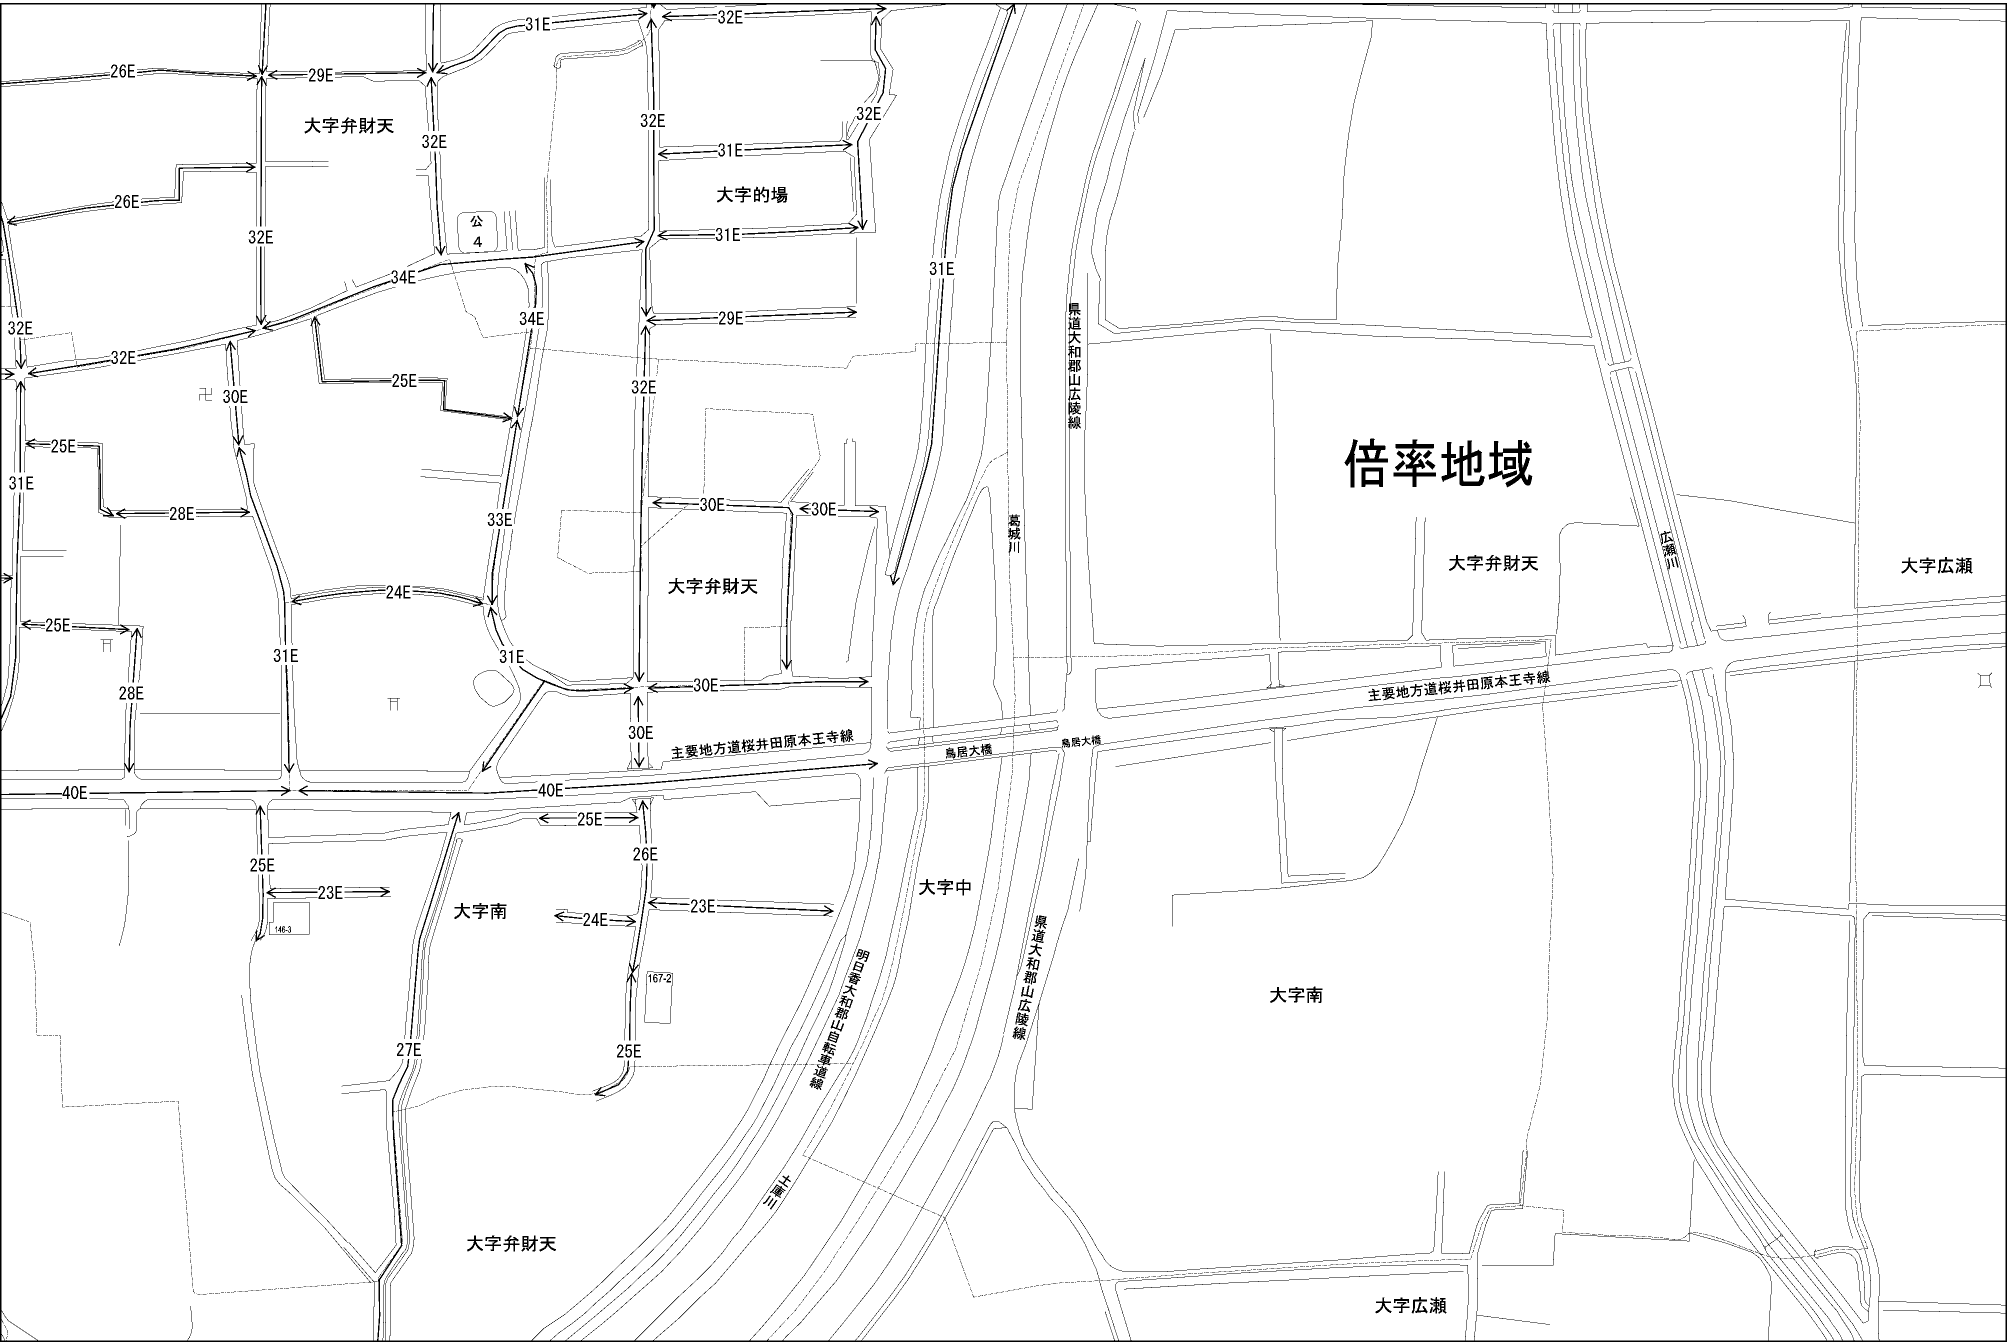 31E
32E
26E
29E
32E
32E
32E
大字弁財天
31E
26E
大字的場
公
4
32E
31E
34E
31E
県道大和郡山広陵線
34E
29E
32E
32E
32E
25E
30E
倍率地域
25E
31E
28E
33E
30E
30E
葛城川
広瀬川
大字弁財天
大字広瀬
大字弁財天
24E
25E
31E
31E
28E
30E
主要地方道桜井田原本王寺線
30E
主要地方道桜井田原本王寺線
鳥居大橋
鳥居大橋
40E
40E
25E
26E
25E
23E
大字中
大字南
23E
24E
146-3
県道大和郡山広陵線
明日香大和郡山自転車道線
167-2
大字南
27E
25E
土庫川
大字弁財天
大字広瀬